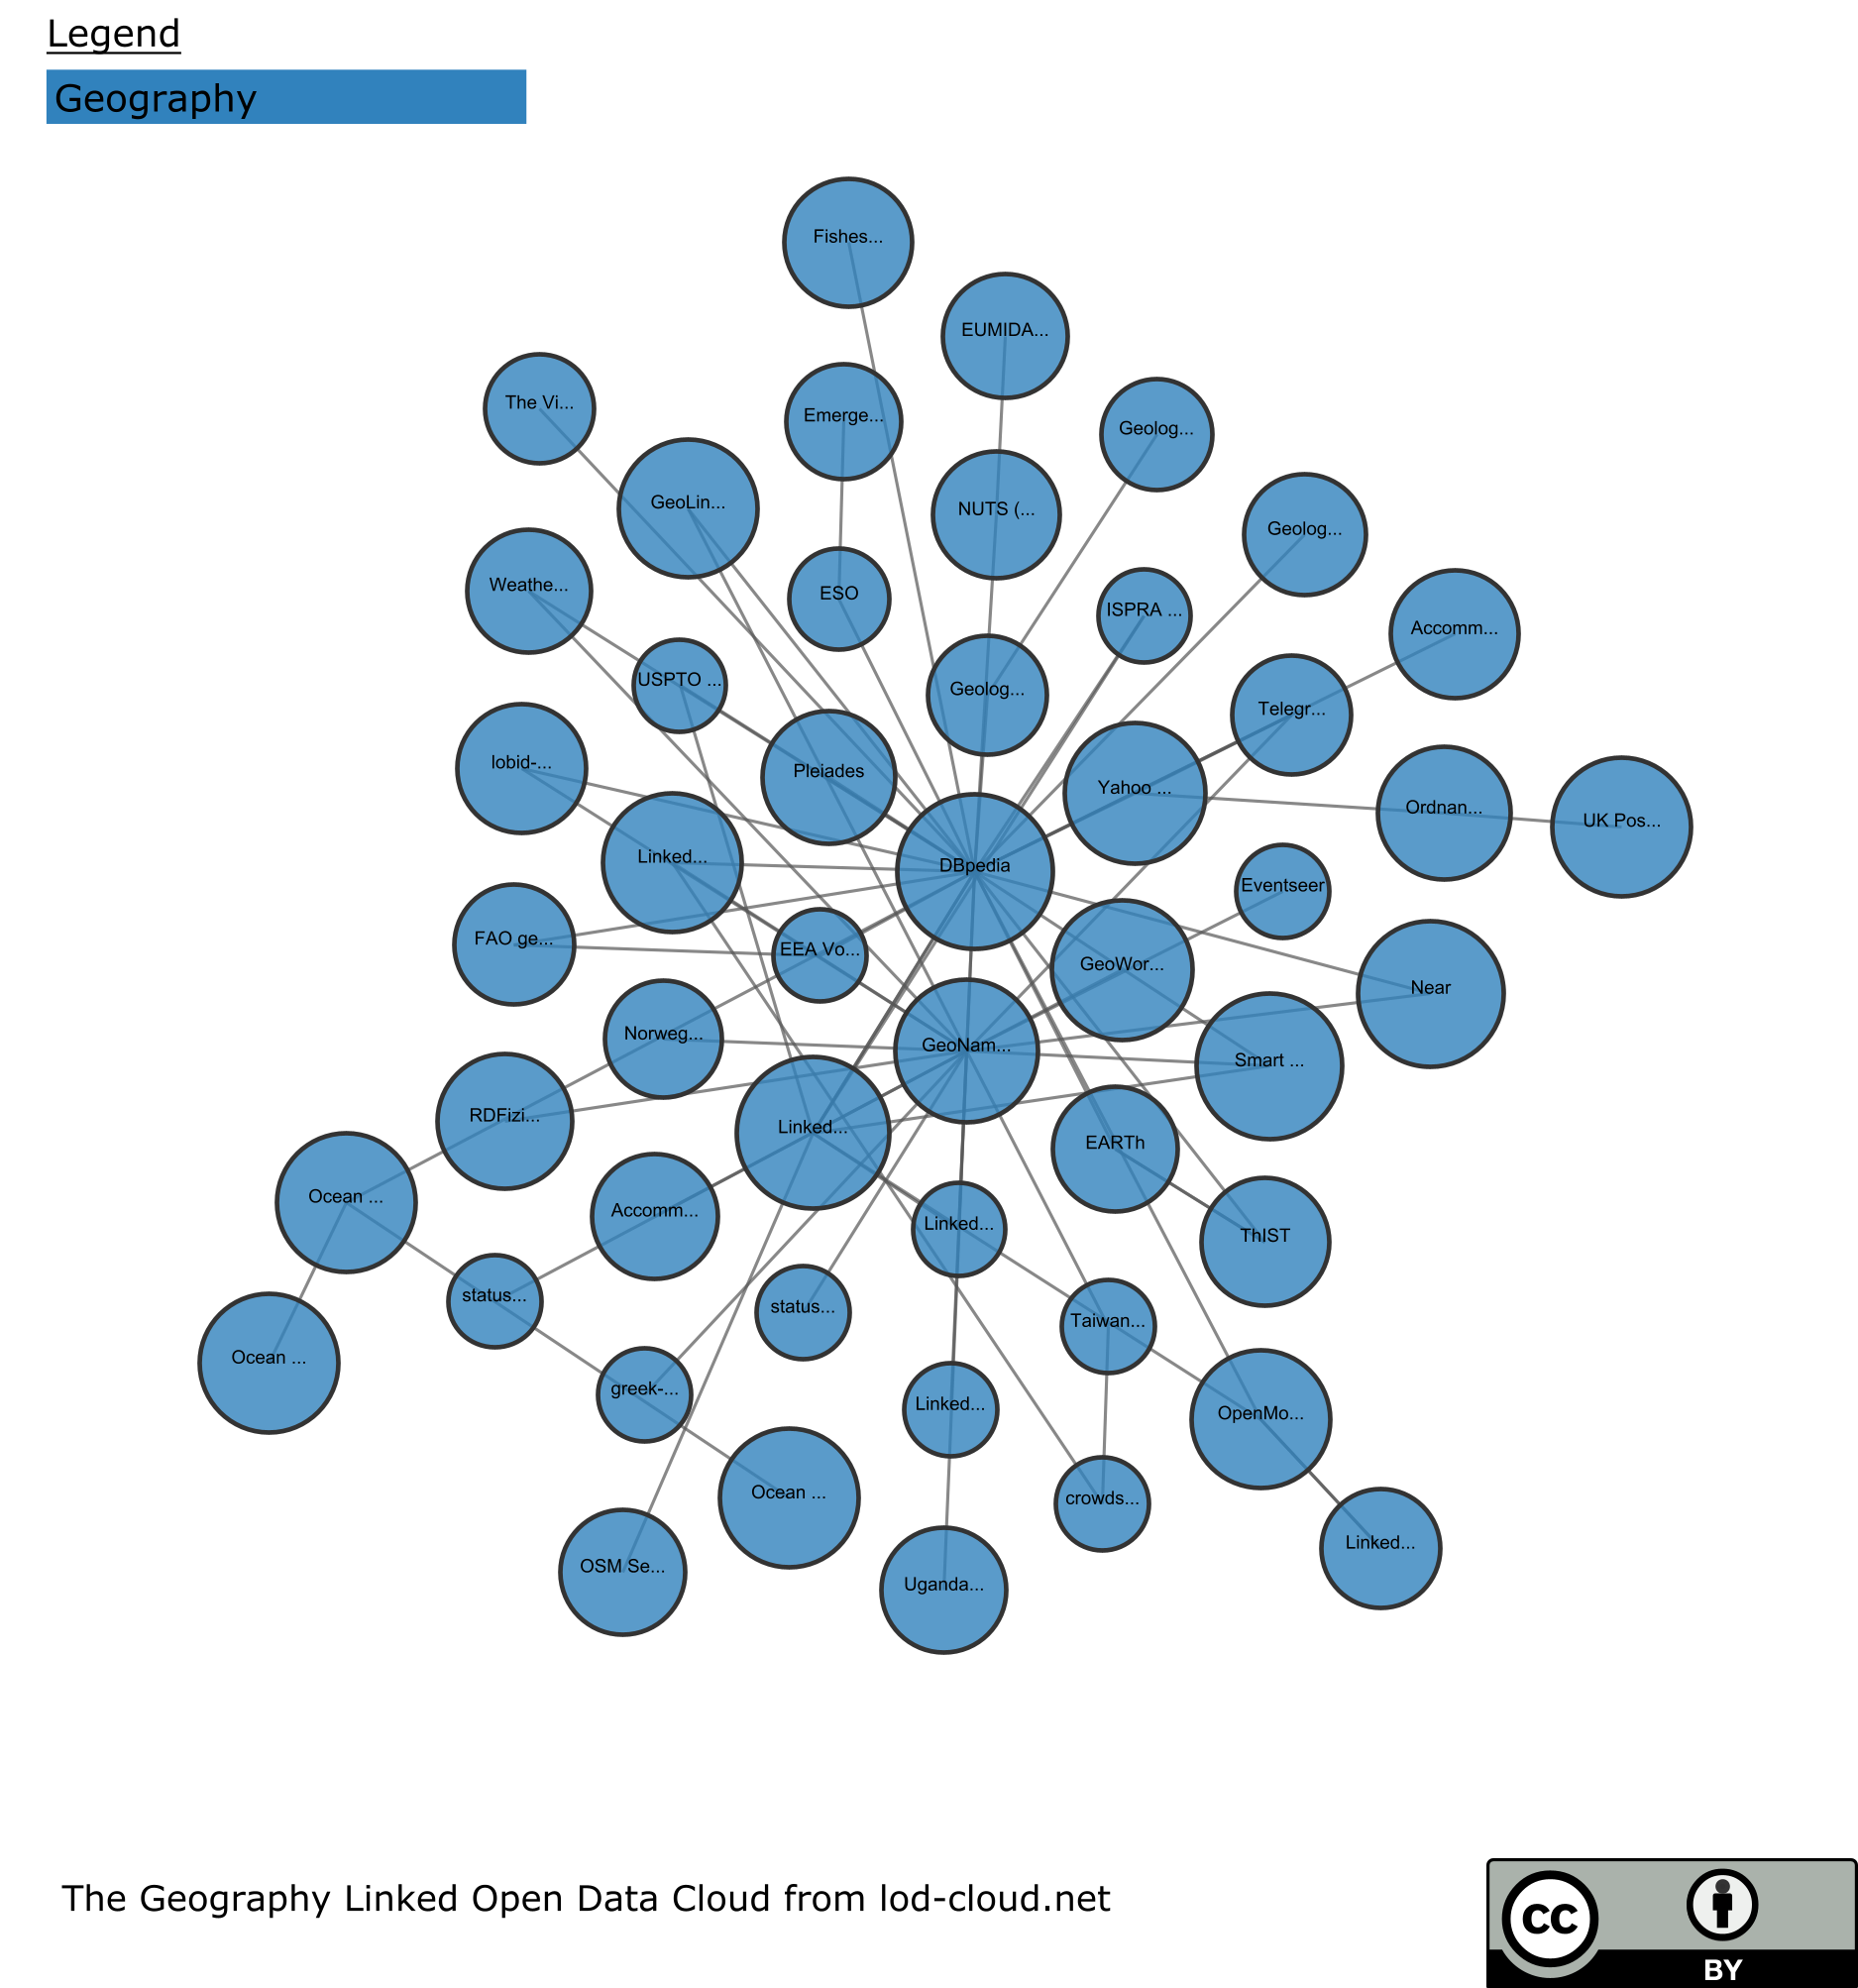 Legend
Geography
Fishes...
EUMIDA...
The Vi...
Emerge...
Geolog...
GeoLin...
NUTS (...
Geolog...
Weathe...
ESO
ISPRA ...
Accomm...
USPTO ...
Geolog...
Telegr...
lobid-...
Pleiades
Yahoo ...
Ordnan...
UK Pos...
Linked...
DBpedia
Eventseer
FAO ge...
EEA Vo...
GeoWor...
Near
Norweg...
GeoNam...
Smart ...
RDFizi...
Linked...
EARTh
Ocean ...
Accomm...
Linked...
ThIST
status...
status...
Taiwan...
Ocean ...
greek-...
Linked...
OpenMo...
Ocean ...
crowds...
Linked...
OSM Se...
Uganda...
The Geography Linked Open Data Cloud from lod-cloud.net
cc
BY